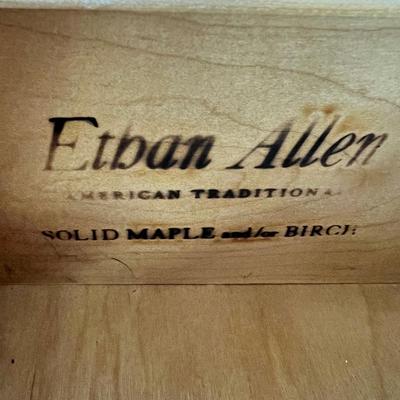 Ethan Allen
AMERICAN TRADITIONAL
SOLID MAPLE and/or BIRCH